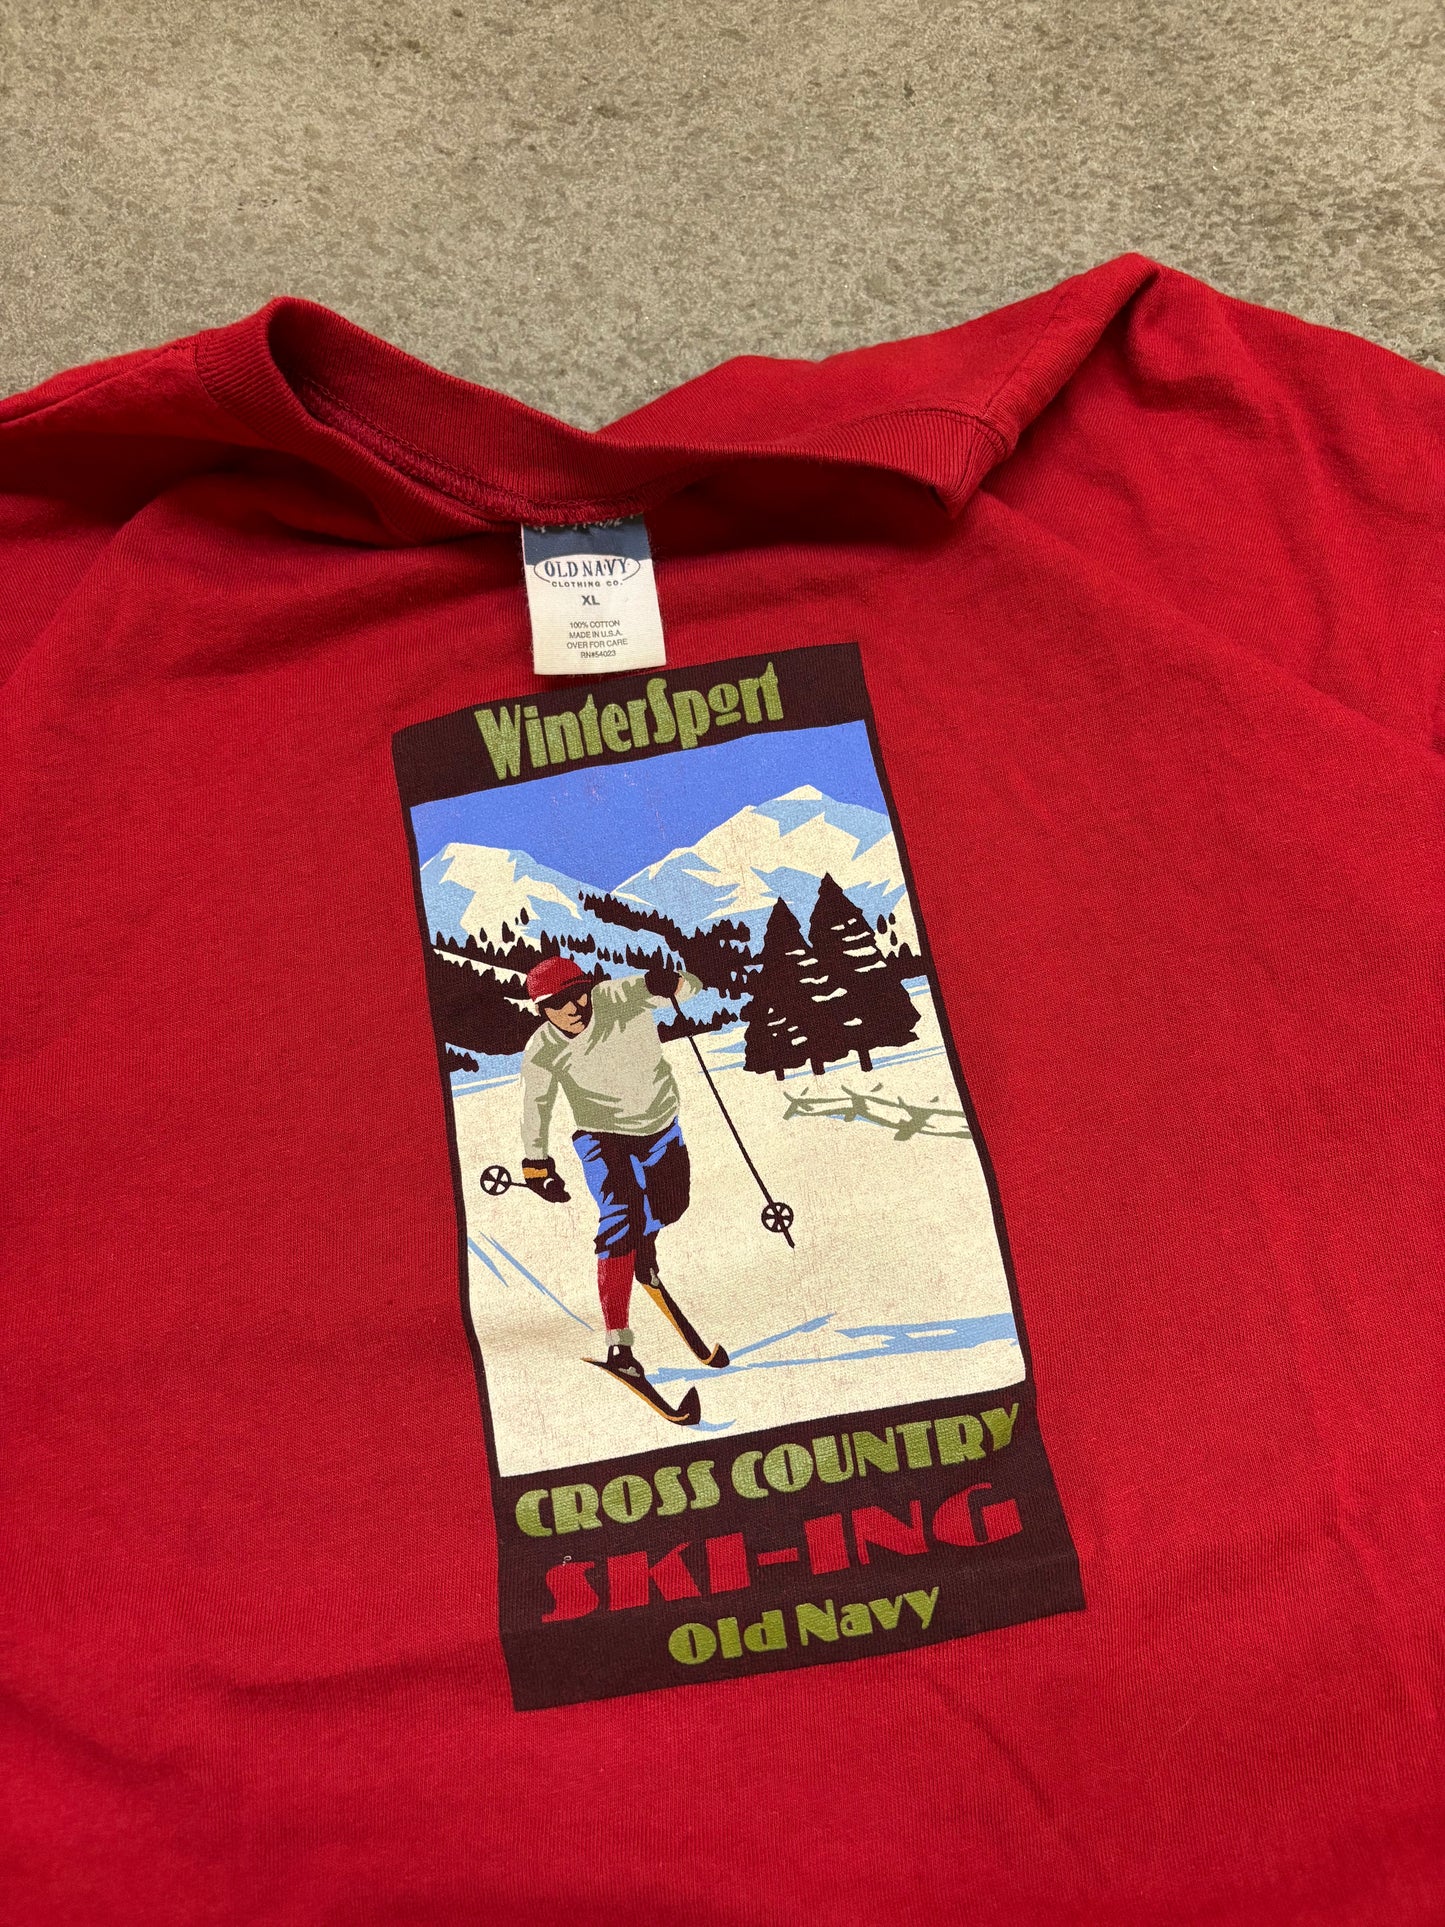 OLD NAVY
CLOTHING CO.
XL
100% COTTON
MADE IN U.S.A.
OVER FOR CARE
RN#54023
WinterSport
CROSS COUNTRY
SKI-ING
Old Navy